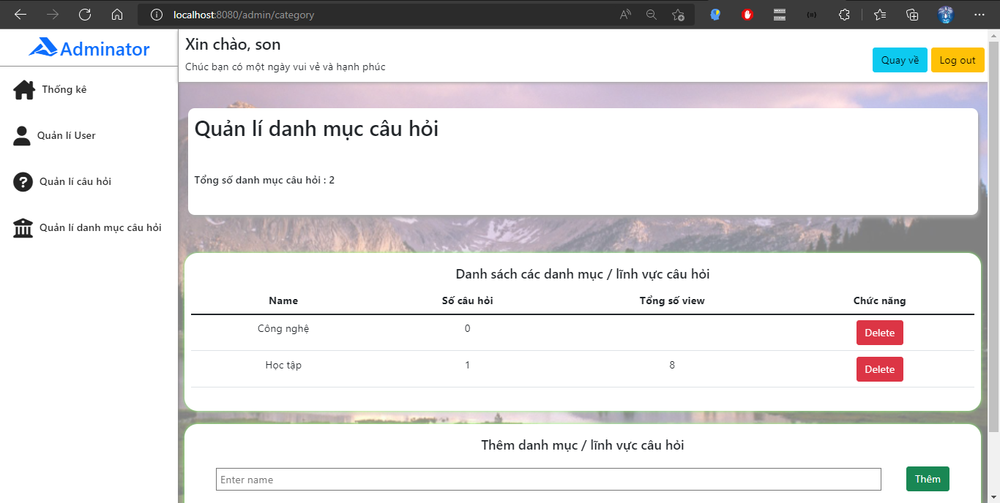 localhost:8080/admin/category
Adminator
Xin chào, son
Chúc bạn có một ngày vui vẻ và hạnh phúc
Quay về Log out
Thống kê
Quản lí User
Quản lí câu hỏi
Quản lí danh mục câu hỏi
Quản lí danh mục câu hỏi
Tổng số danh mục câu hỏi : 2
Danh sách các danh mục / lĩnh vực câu hỏi
Name Số câu hỏi Tổng số view Chức năng
Công nghệ 0 Delete
Học tập 1 8 Delete
Thêm danh mục / lĩnh vực câu hỏi
Enter name Thêm